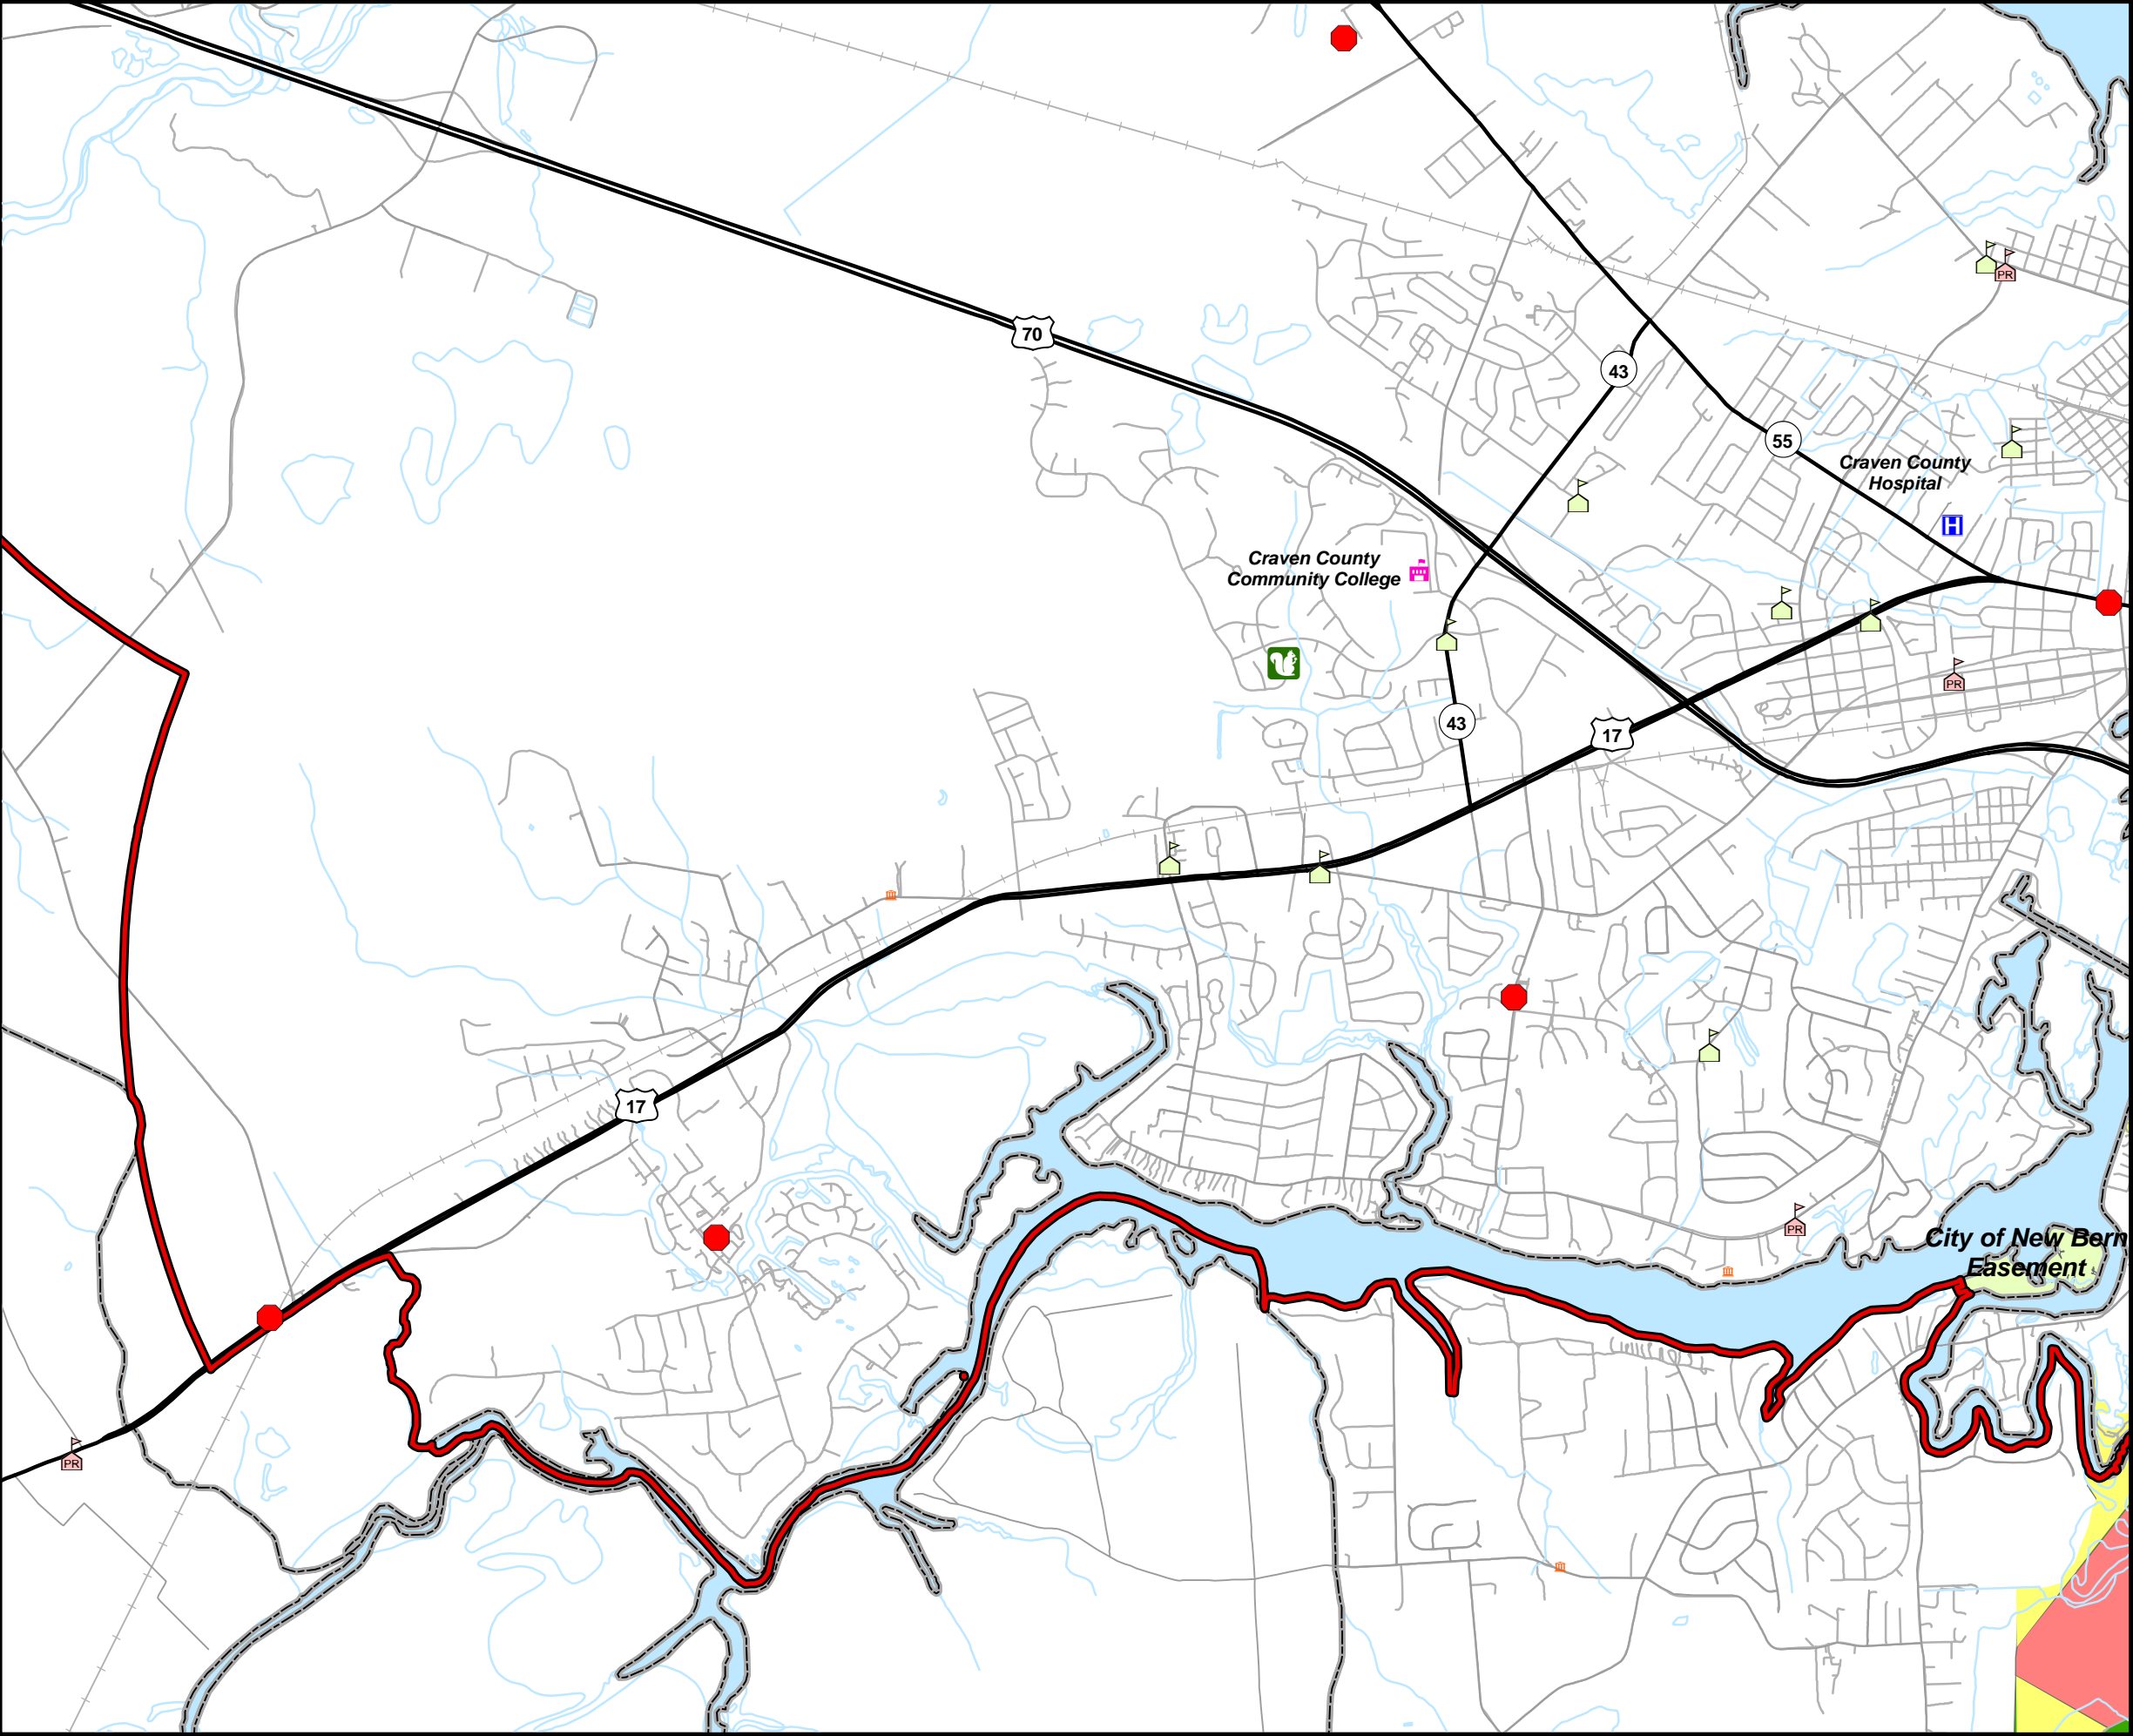 PR
70
43
55
Craven County
Hospital
H
Craven County
Community College
PR
43
17
17
PR
City of New Bern
Easement
PR